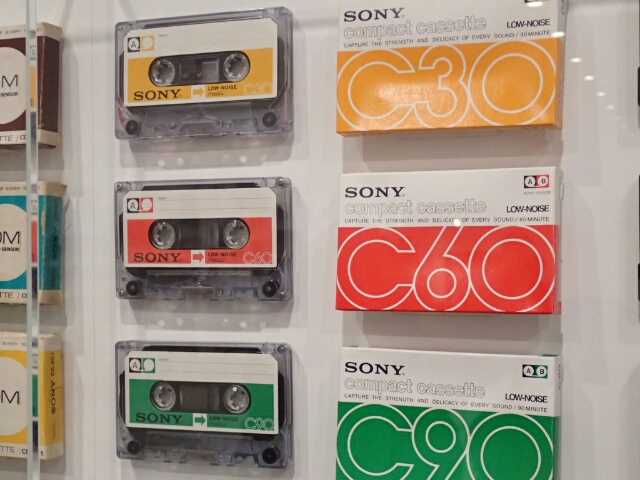 SONY
compact cassette
LOW-NOISE
CAPTURE THE STRENGTH AND DELICACY OF EVERY SOUND / 30 MINUTE
C30
A
SONY
LOW-NOISE
C30
SONY
A B
compact cassette
LOW-NOISE
CAPTURE THE STRENGTH AND DELICACY OF EVERY SOUND / 60 MINUTE
C60
A
SONY
LOW-NOISE
C60
SONY
A B
compact cassette
LOW-NOISE
CAPTURE THE STRENGTH AND DELICACY OF EVERY SOUND / 90 MINUTE
C90
A
SONY
LOW-NOISE
C90
SONY